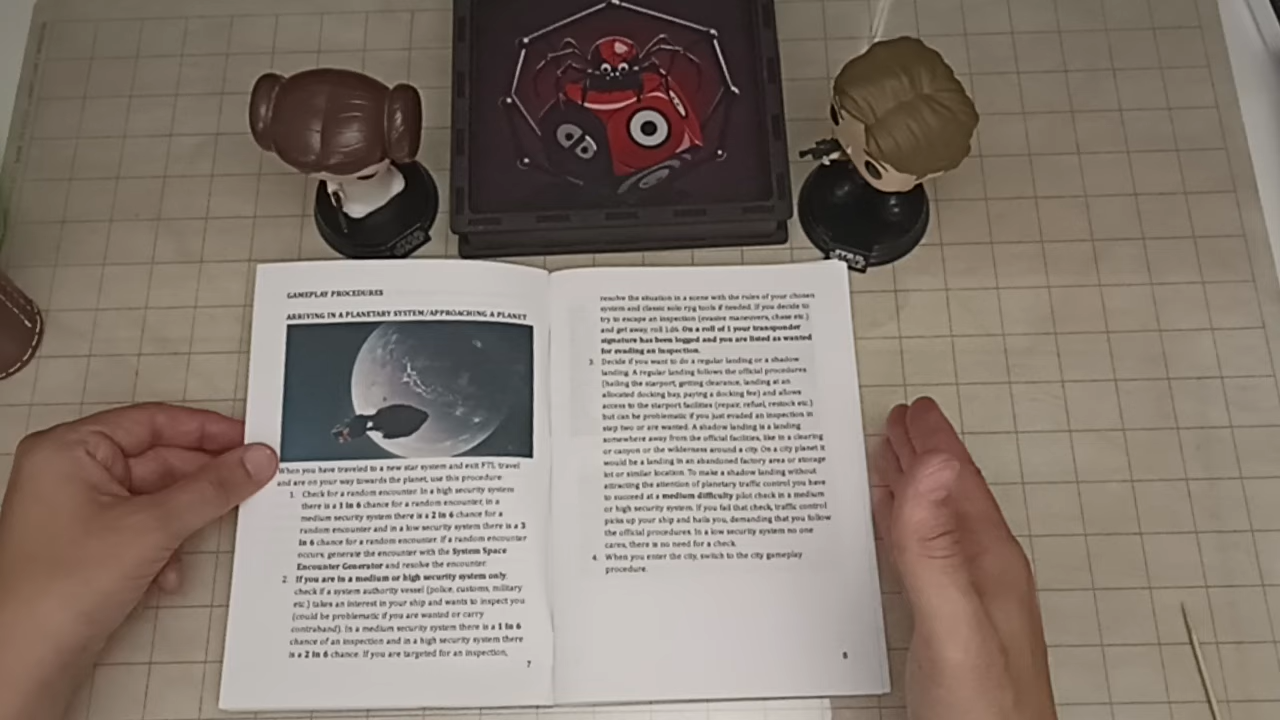 GAMEPLAY PROCEDURES
ARRIVING IN A PLANETARY SYSTEM/APPROACHING A PLANET
When you have traveled to a new star system and exit FTL travel
and are on your way towards the planet, use this procedure
1. Check for a random encounter. In a high security system
there is a 1 in 6 chance for a random encounter, in a
medium security system there is a 2 in 6 chance for a
random encounter and in a low security system there is a 3
in 6 chance for a random encounter. If a random encounter
occurs, generate the encounter with the System Space
Encounter Generator and resolve the encounter.
2. If you are in a medium or high security system only,
check if a system authority vessel (police, customs, military
etc.) takes an interest in your ship and wants to inspect you
(could be problematic if you are wanted or carry
contraband). In a medium system there is a 1 in 6
chance of an inspection and in a high security system there
is a 2 in 6 chance. If you are targeted for an inspection,
7
resolve the situation in a scene with the rules of your chosen
system and classic solo rpg tools if needed. If you decide to
try to escape an inspection (evasive maneuvers, chase etc.)
and get away, roll 1d6. On a roll of 1 your transponder
signature has been logged and you are listed as wanted
for evading an inspection.
3. Decide if you want to do a regular landing or a shadow
landing. A regular landing follows the official procedures
(hailing the starport, getting clearance, landing at an
allocated docking bay, paying a docking fee) and allows
access to the starport facilities (repair, refuel, restock etc.)
but can be problematic if you just evaded an inspection in
step two or are wanted. A shadow landing is a landing
somewhere away from the official facilities, like in a clearing
or canyon or the wilderness around a city. On a city planet it
would be a landing in an abandoned factory area or storage
lot or similar location. To make a shadow landing without
attracting the attention of planetary traffic control you have
to succeed at a medium difficulty pilot check in a medium
or high security system. If you fail that check, traffic control
picks up your ship and hails you, demanding that you follow
the official procedures. In a low security system no one
cares, there is no need for a check.
4. When you enter the city, switch to the city gameplay
procedure.
8
STAR